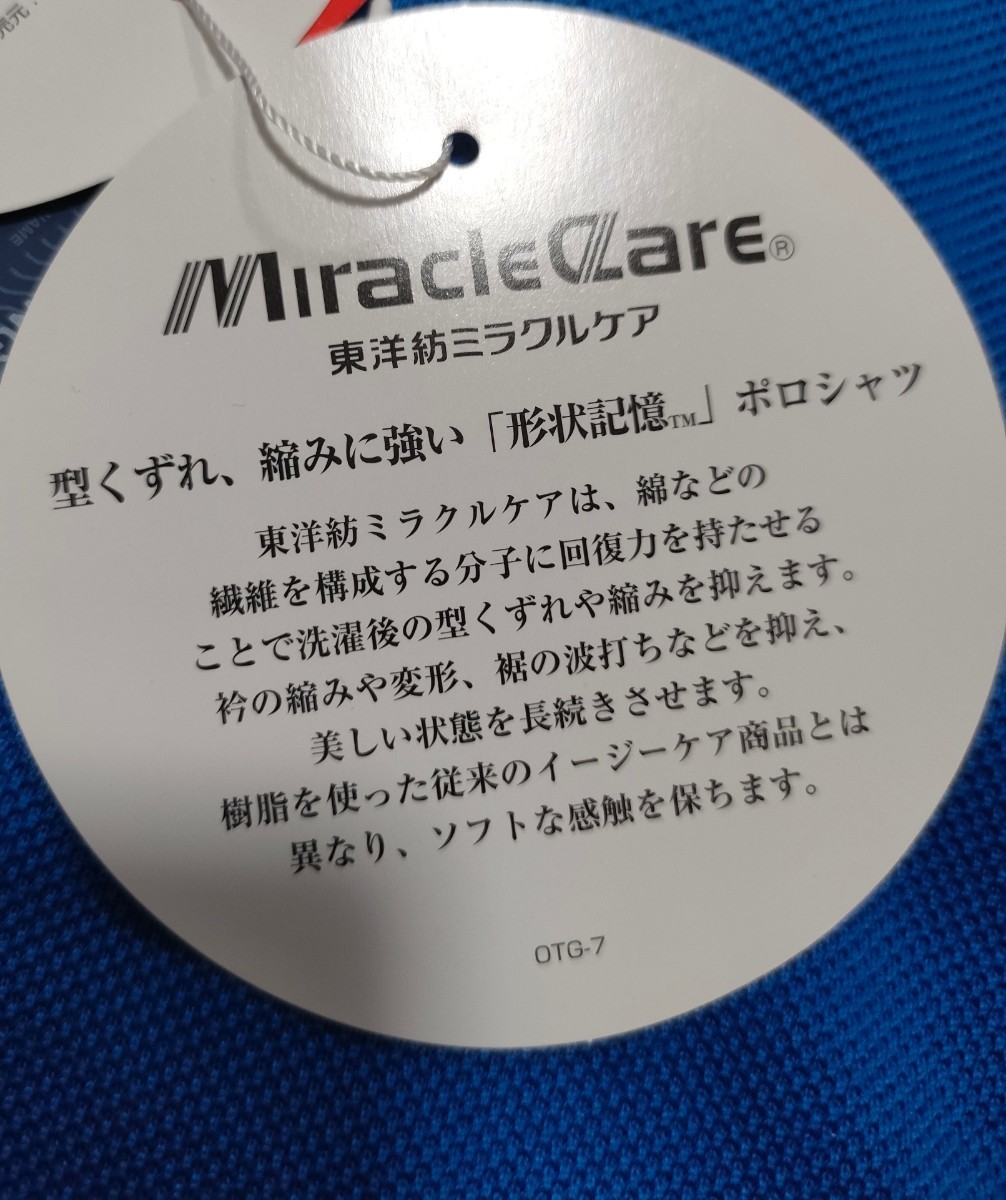 売元
NAME
MiracleCare®
東洋紡ミラクルケア
型くずれ、縮みに強い「形状記憶™」ポロシャツ
東洋紡ミラクルケアは、綿などの
繊維を構成する分子に回復力を持たせる
ことで洗濯後の型くずれや縮みを抑えます。
衿の縮みや変形、裾の波打ちなどを抑え、
美しい状態を長続きさせます。
樹脂を使った従来のイージーケア商品とは
異なり、ソフトな感触を保ちます。
OTG-7